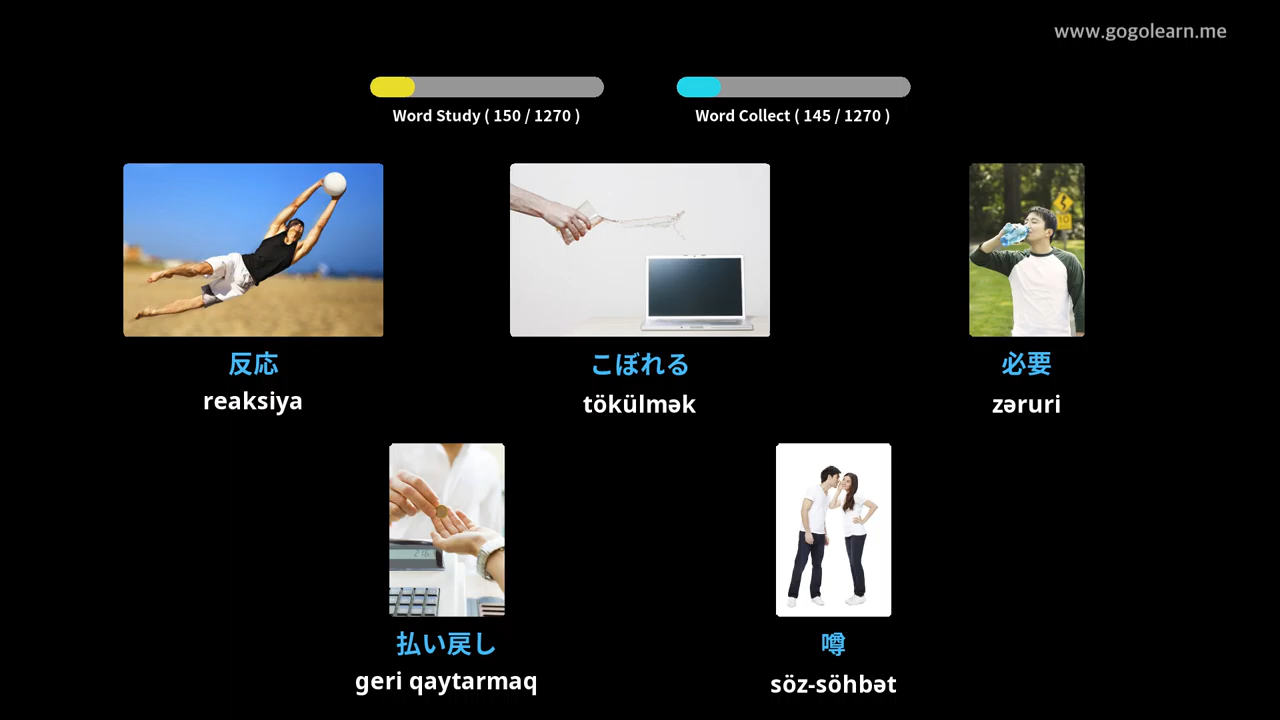 www.gogolearn.me
Word Study ( 150 / 1270 )
Word Collect ( 145 / 1270 )
反応
reaksiya
こぼれる
tökülmək
必要
zəruri
払い戻し
geri qaytarmaq
噂
söz-söhbət